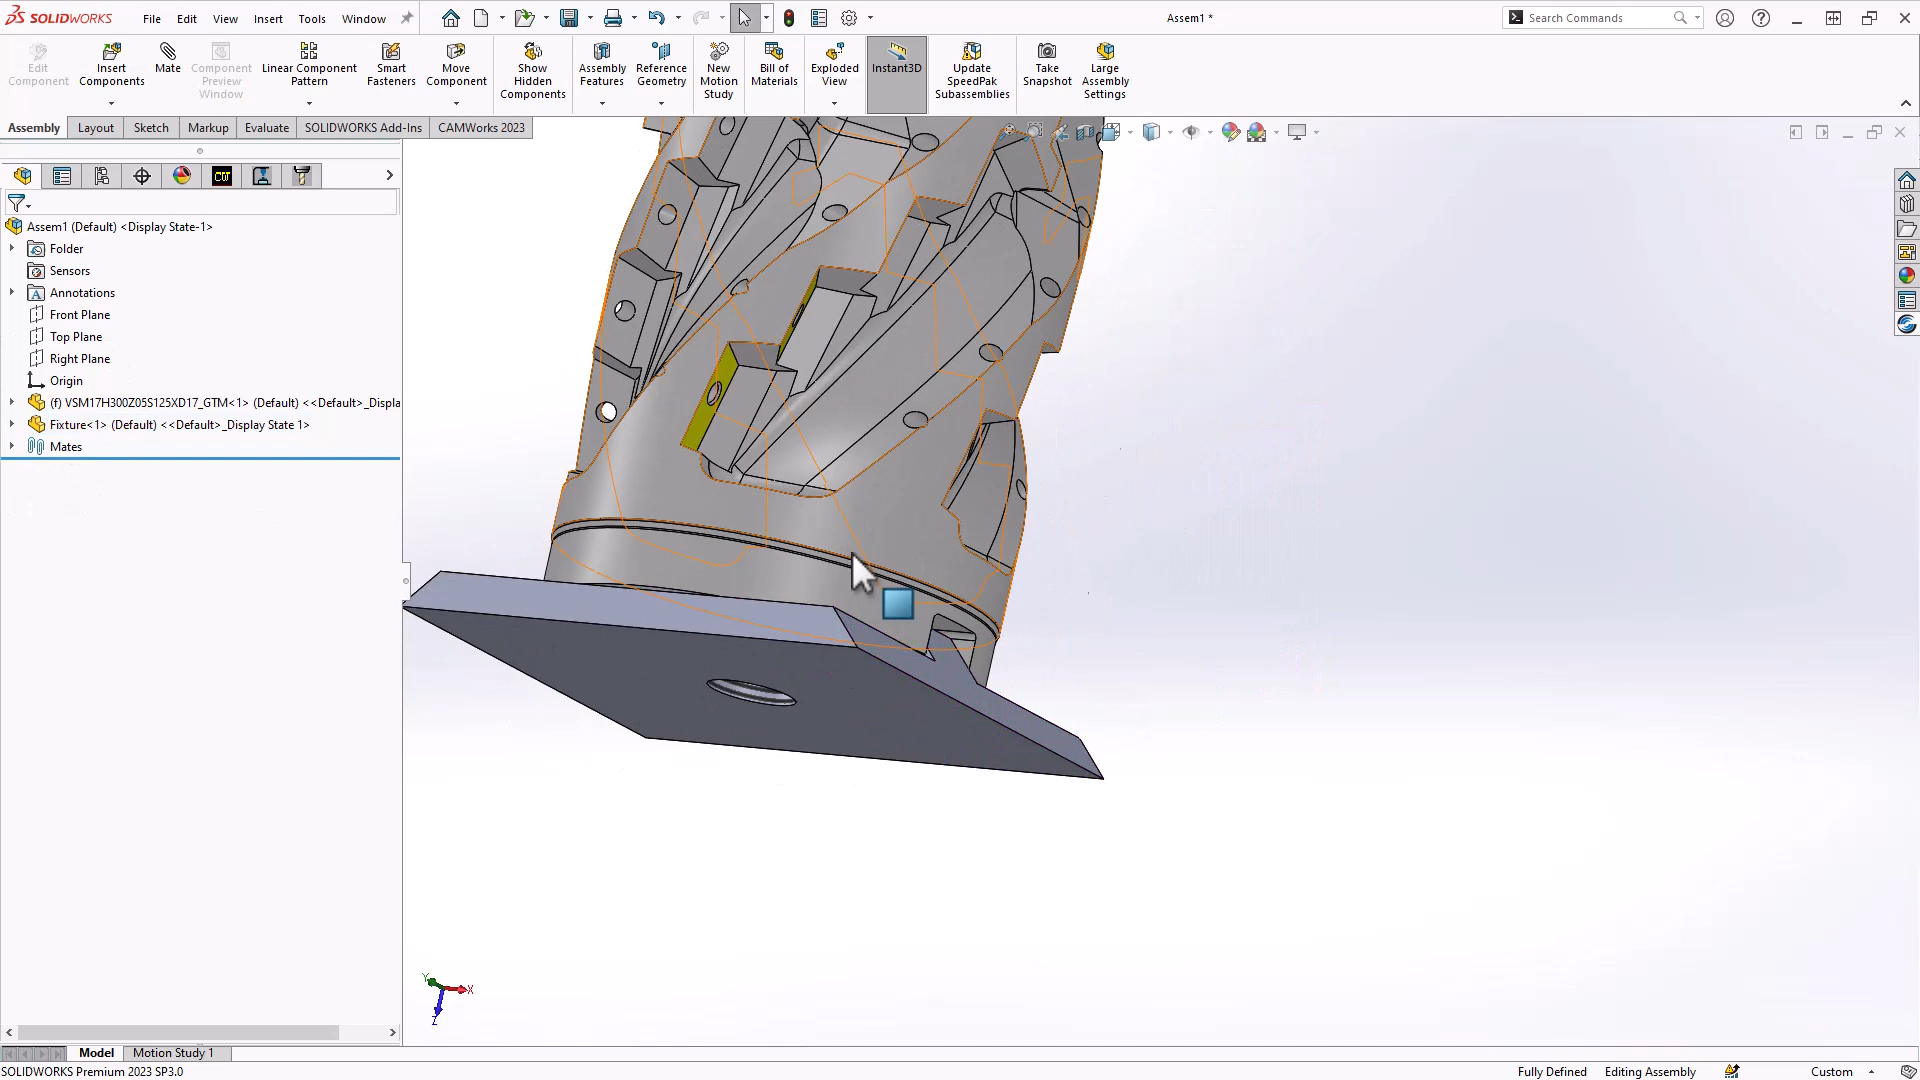 SOLIDWORKS
File Edit View Insert Tools Window
Assem1 *
Search Commands
Edit Component
Insert Components
Mate
Component Preview Window
Linear Component Pattern
Smart Fasteners
Move Component
Show Hidden Components
Assembly Features
Reference Geometry
New Motion Study
Bill of Materials
Exploded View
Instant3D
Update SpeedPak Subassemblies
Take Snapshot
Large Assembly Settings
Assembly Layout Sketch Markup Evaluate SOLIDWORKS Add-Ins CAMWorks 2023
Assem1 (Default) <Display State-1>
Folder
Sensors
Annotations
Front Plane
Top Plane
Right Plane
Origin
(f) VSM17H300Z05S125XD17_GTM<1> (Default) <<Default>_Displa
Fixture<1> (Default) <<Default>_Display State 1>
Mates
Y
X
Z
Model Motion Study 1
SOLIDWORKS Premium 2023 SP3.0
Fully Defined Editing Assembly Custom